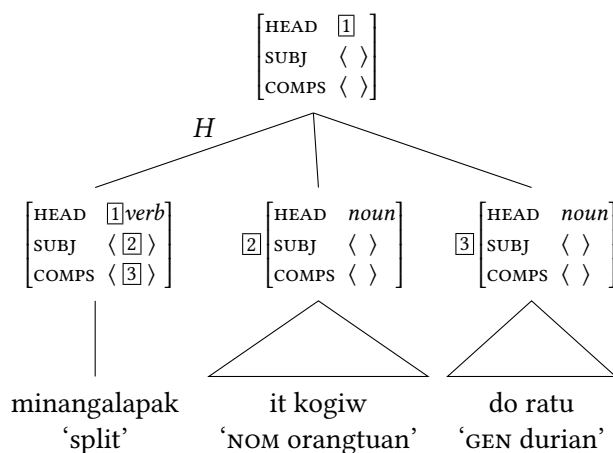 HEAD 1
SUBJ ⟨ ⟩
COMPS ⟨ ⟩
H
HEAD 1 verb
SUBJ ⟨ 2 ⟩
COMPS ⟨ 3 ⟩
2
HEAD noun
SUBJ ⟨ ⟩
COMPS ⟨ ⟩
3
HEAD noun
SUBJ ⟨ ⟩
COMPS ⟨ ⟩
minangalapak
‘split’
it kogiw
‘NOM orangtuan’
do ratu
‘GEN durian’